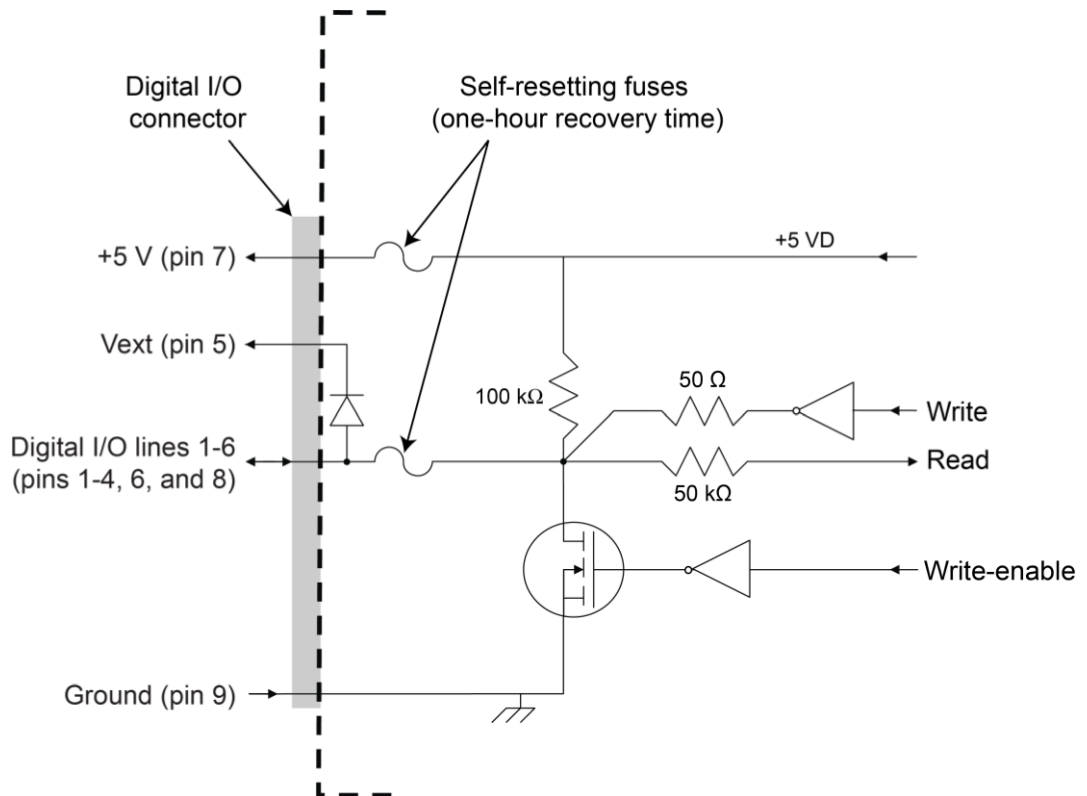 Digital I/O
connector
Self-resetting fuses
(one-hour recovery time)
+5 V (pin 7)
+5 VD
Vext (pin 5)
100 kΩ
50 Ω
Write
Digital I/O lines 1-6
(pins 1-4, 6, and 8)
Read
50 kΩ
Write-enable
Ground (pin 9)